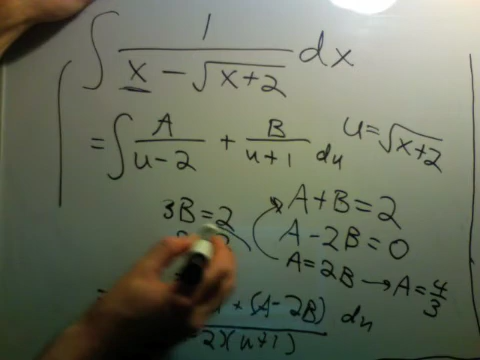 ∫ 1/(x − √(x+2)) dx
= ∫ A/(u−2) + B/(u+1) du   u = √(x+2)
3B = 2   A + B = 2
A − 2B = 0
A = 2B → A = 4/3
+ (A − 2B) du
−2)(u+1)